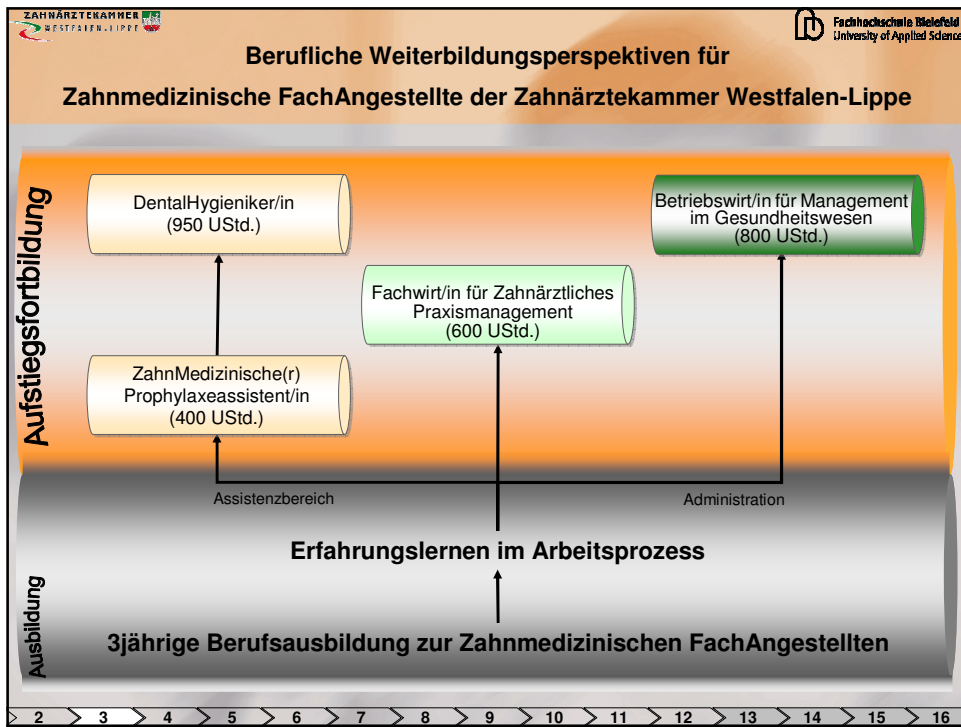 ZAHNÄRZTEKAMMER
WESTFALEN-LIPPE
Fachhochschule Bielefeld
University of Applied Science
Berufliche Weiterbildungsperspektiven für
Zahnmedizinische FachAngestellte der Zahnärztekammer Westfalen-Lippe
Aufstiegsfortbildung
DentalHygieniker/in
(950 UStd.)
Betriebswirt/in für Management
im Gesundheitswesen
(800 UStd.)
Fachwirt/in für Zahnärztliches
Praxismanagement
(600 UStd.)
ZahnMedizinische(r)
Prophylaxeassistent/in
(400 UStd.)
Assistenzbereich
Administration
Ausbildung
Erfahrungslernen im Arbeitsprozess
3jährige Berufsausbildung zur Zahnmedizinischen FachAngestellten
2 3 4 5 6 7 8 9 10 11 12 13 14 15 16